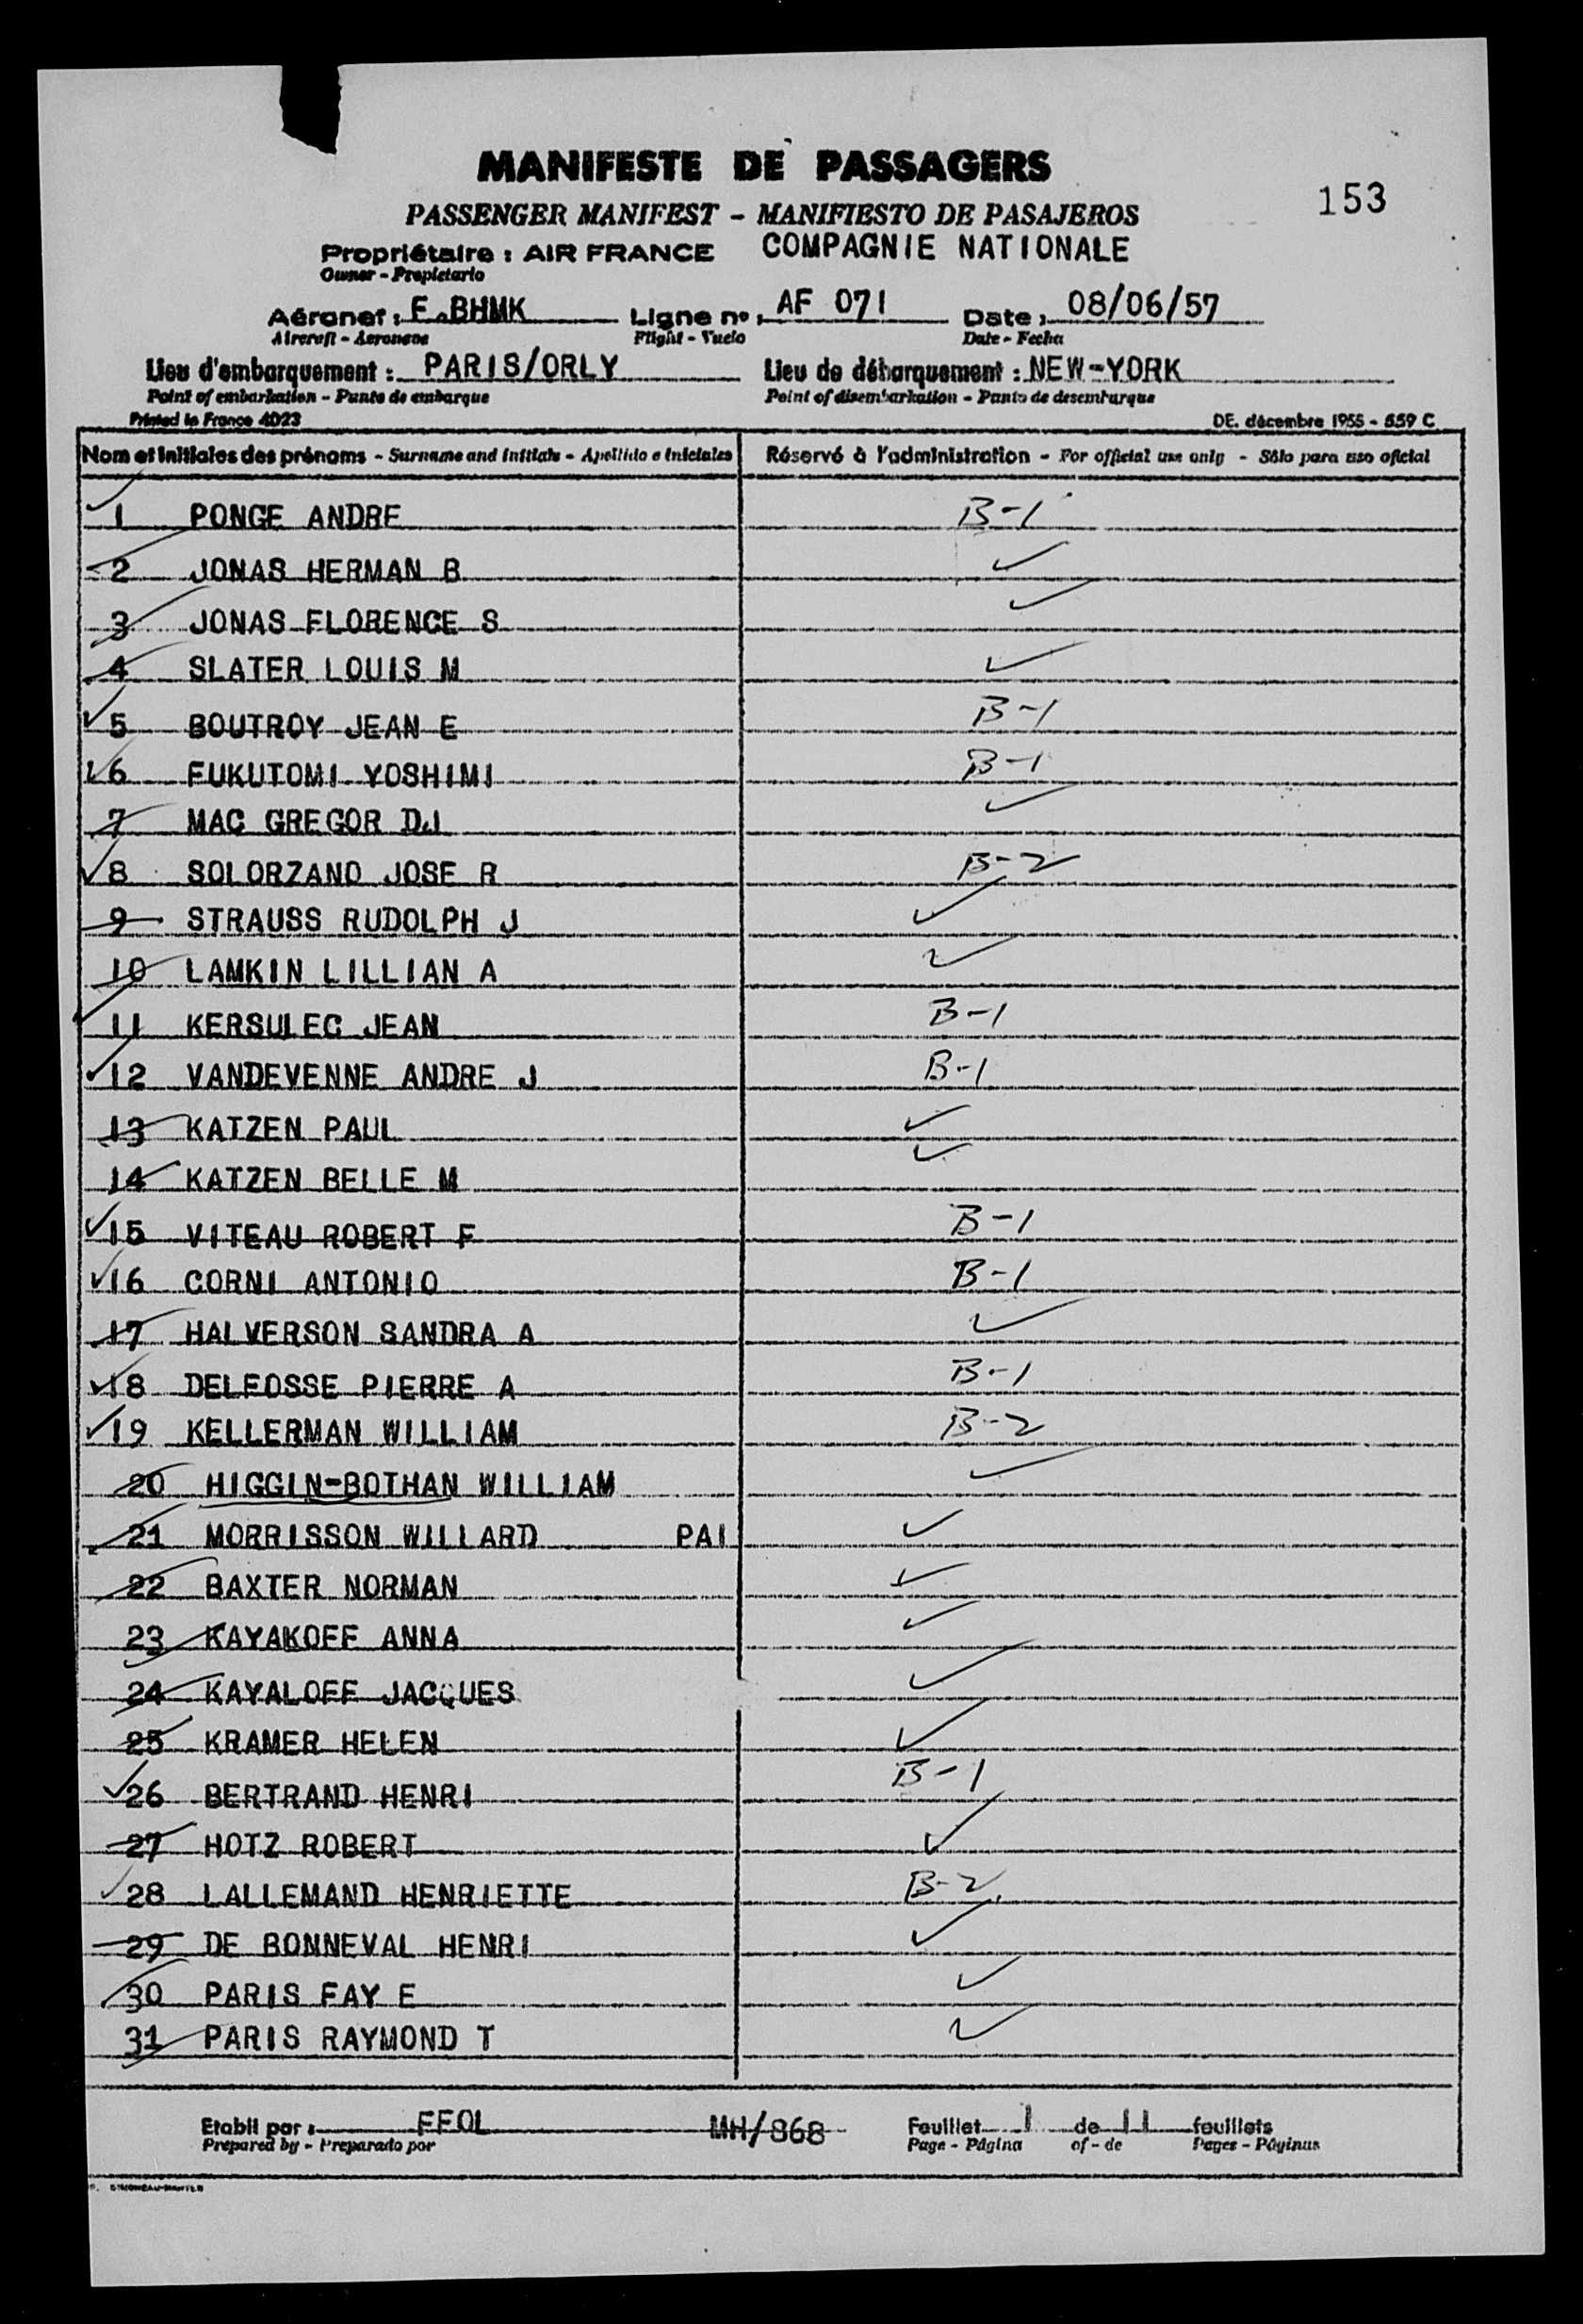 MANIFESTE DE PASSAGERS
PASSENGER MANIFEST - MANIFIESTO DE PASAJEROS
153
Propriétaire : AIR FRANCE COMPAGNIE NATIONALE
Owner - Propietario
Aéronef : F.BHMK Ligne no : AF 071 Date : 08/06/57
Aircraft - Aeronave Flight - Vuelo Date - Fecha
Lieu d'embarquement : PARIS/ORLY Lieu de débarquement : NEW-YORK
Point of embarkation - Punto de embarque Point of disembarkation - Punto de desembarque
Printed in France 4023 DE. décembre 1955 - 559 C
Nom et initiales des prénoms - Surname and initials - Apellido e iniciales Réservé à l'administration - For official use only - Sólo para uso oficial
1 PONGE ANDRE B-1
2 JONAS HERMAN B ✓
3 JONAS FLORENCE S ✓
4 SLATER LOUIS M ✓
5 BOUTROY JEAN E B-1
6 FUKUTOMI YOSHIMI B-1
7 MAC GREGOR DJ ✓
8 SOLORZANO JOSE R B-2
9 STRAUSS RUDOLPH J ✓
10 LAMKIN LILLIAN A ✓
11 KERSULEC JEAN B-1
12 VANDEVENNE ANDRE J B-1
13 KATZEN PAUL ✓
14 KATZEN BELLE M ✓
15 VITEAU ROBERT F B-1
16 CORNI ANTONIO B-1
17 HALVERSON SANDRA A ✓
18 DELFOSSE PIERRE A B-1
19 KELLERMAN WILLIAM B-2
20 HIGGIN-BOTHAN WILLIAM ✓
21 MORRISSON WILLARD PAI ✓
22 BAXTER NORMAN ✓
23 KAYAKOFF ANNA ✓
24 KAYALOFF JACQUES ✓
25 KRAMER HELEN ✓
26 BERTRAND HENRI B-1
27 HOTZ ROBERT ✓
28 LALLEMAND HENRIETTE B-2
29 DE BONNEVAL HENRI ✓
30 PARIS FAY E ✓
31 PARIS RAYMOND T ✓
Etabli par : FFOL MH/868 Feuillet 1 de 11 feuillets
Prepared by - Preparado por Page - Página of - de Pages - Páginas